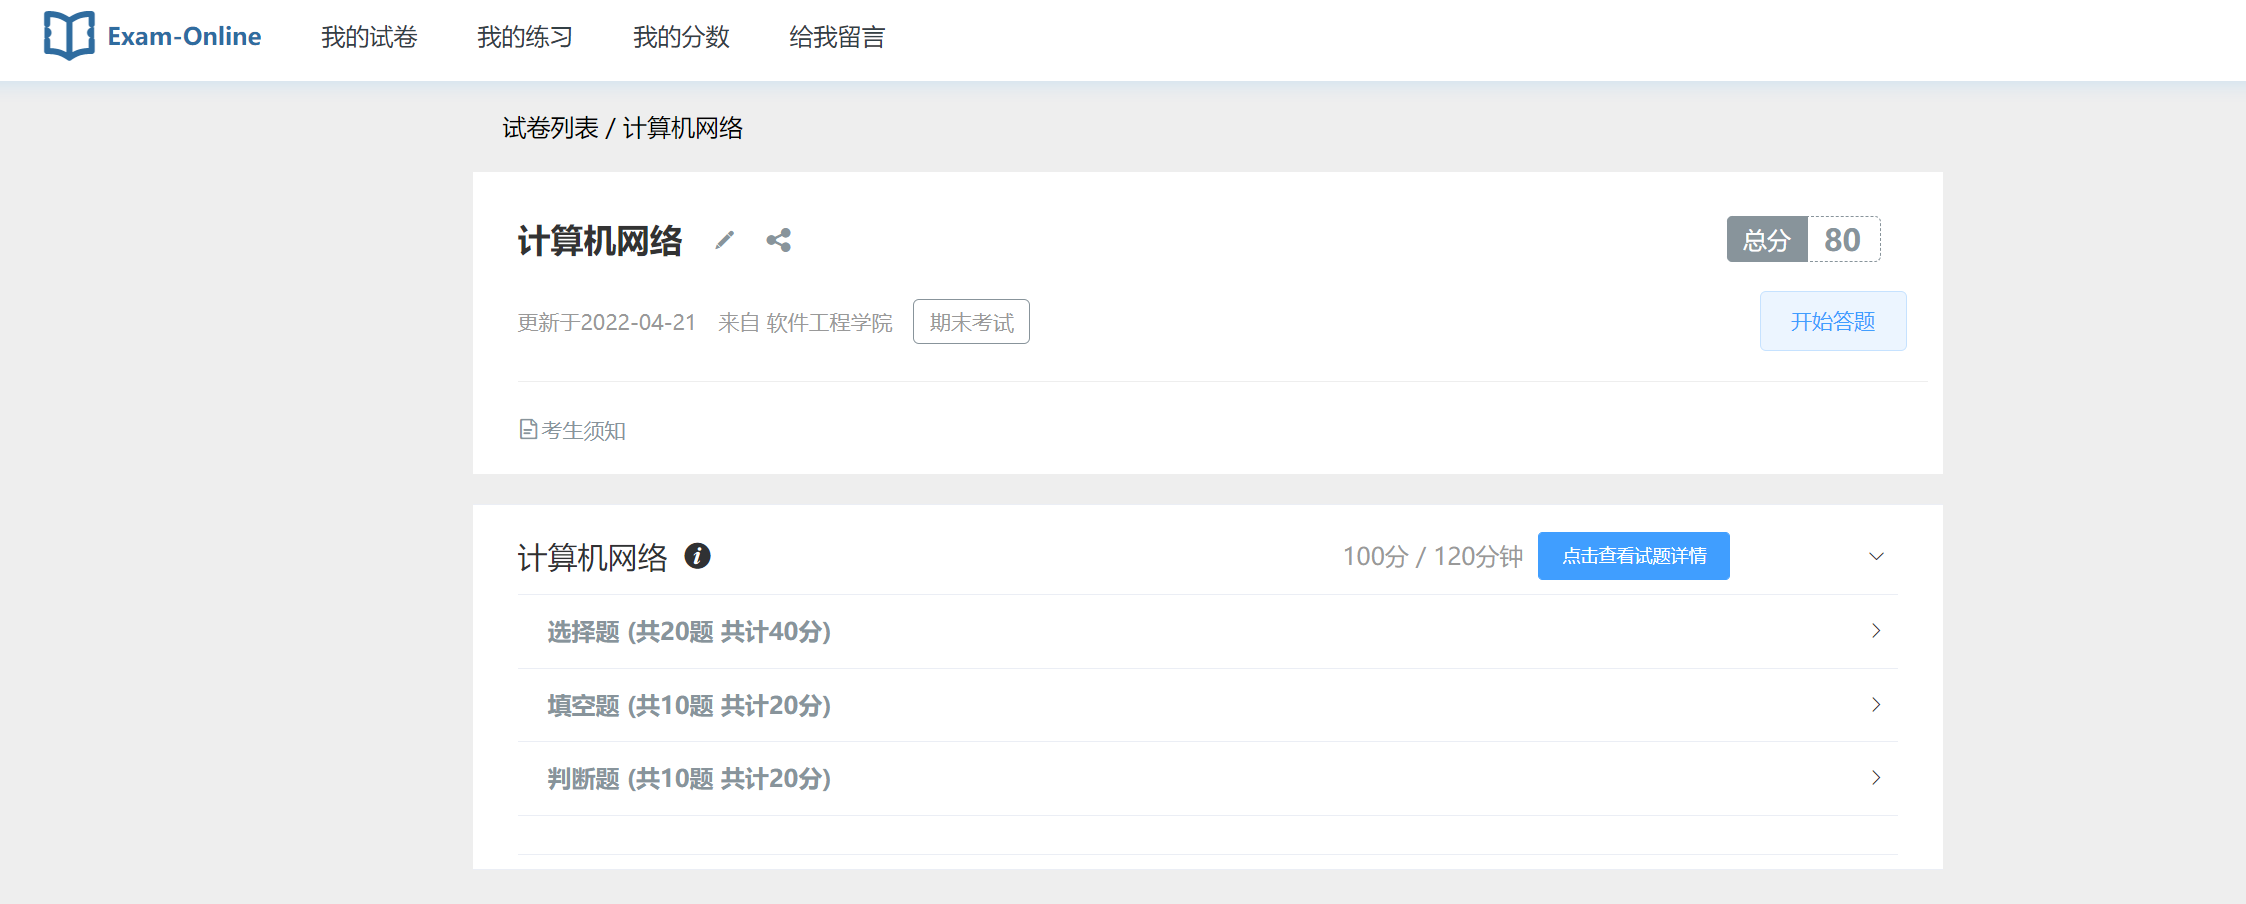 Exam-Online 我的试卷 我的练习 我的分数 给我留言
试卷列表 / 计算机网络
计算机网络 总分 80
更新于2022-04-21 来自 软件工程学院 期末考试 开始答题
考生须知
计算机网络 100分 / 120分钟 点击查看试题详情
选择题 (共20题 共计40分)
填空题 (共10题 共计20分)
判断题 (共10题 共计20分)